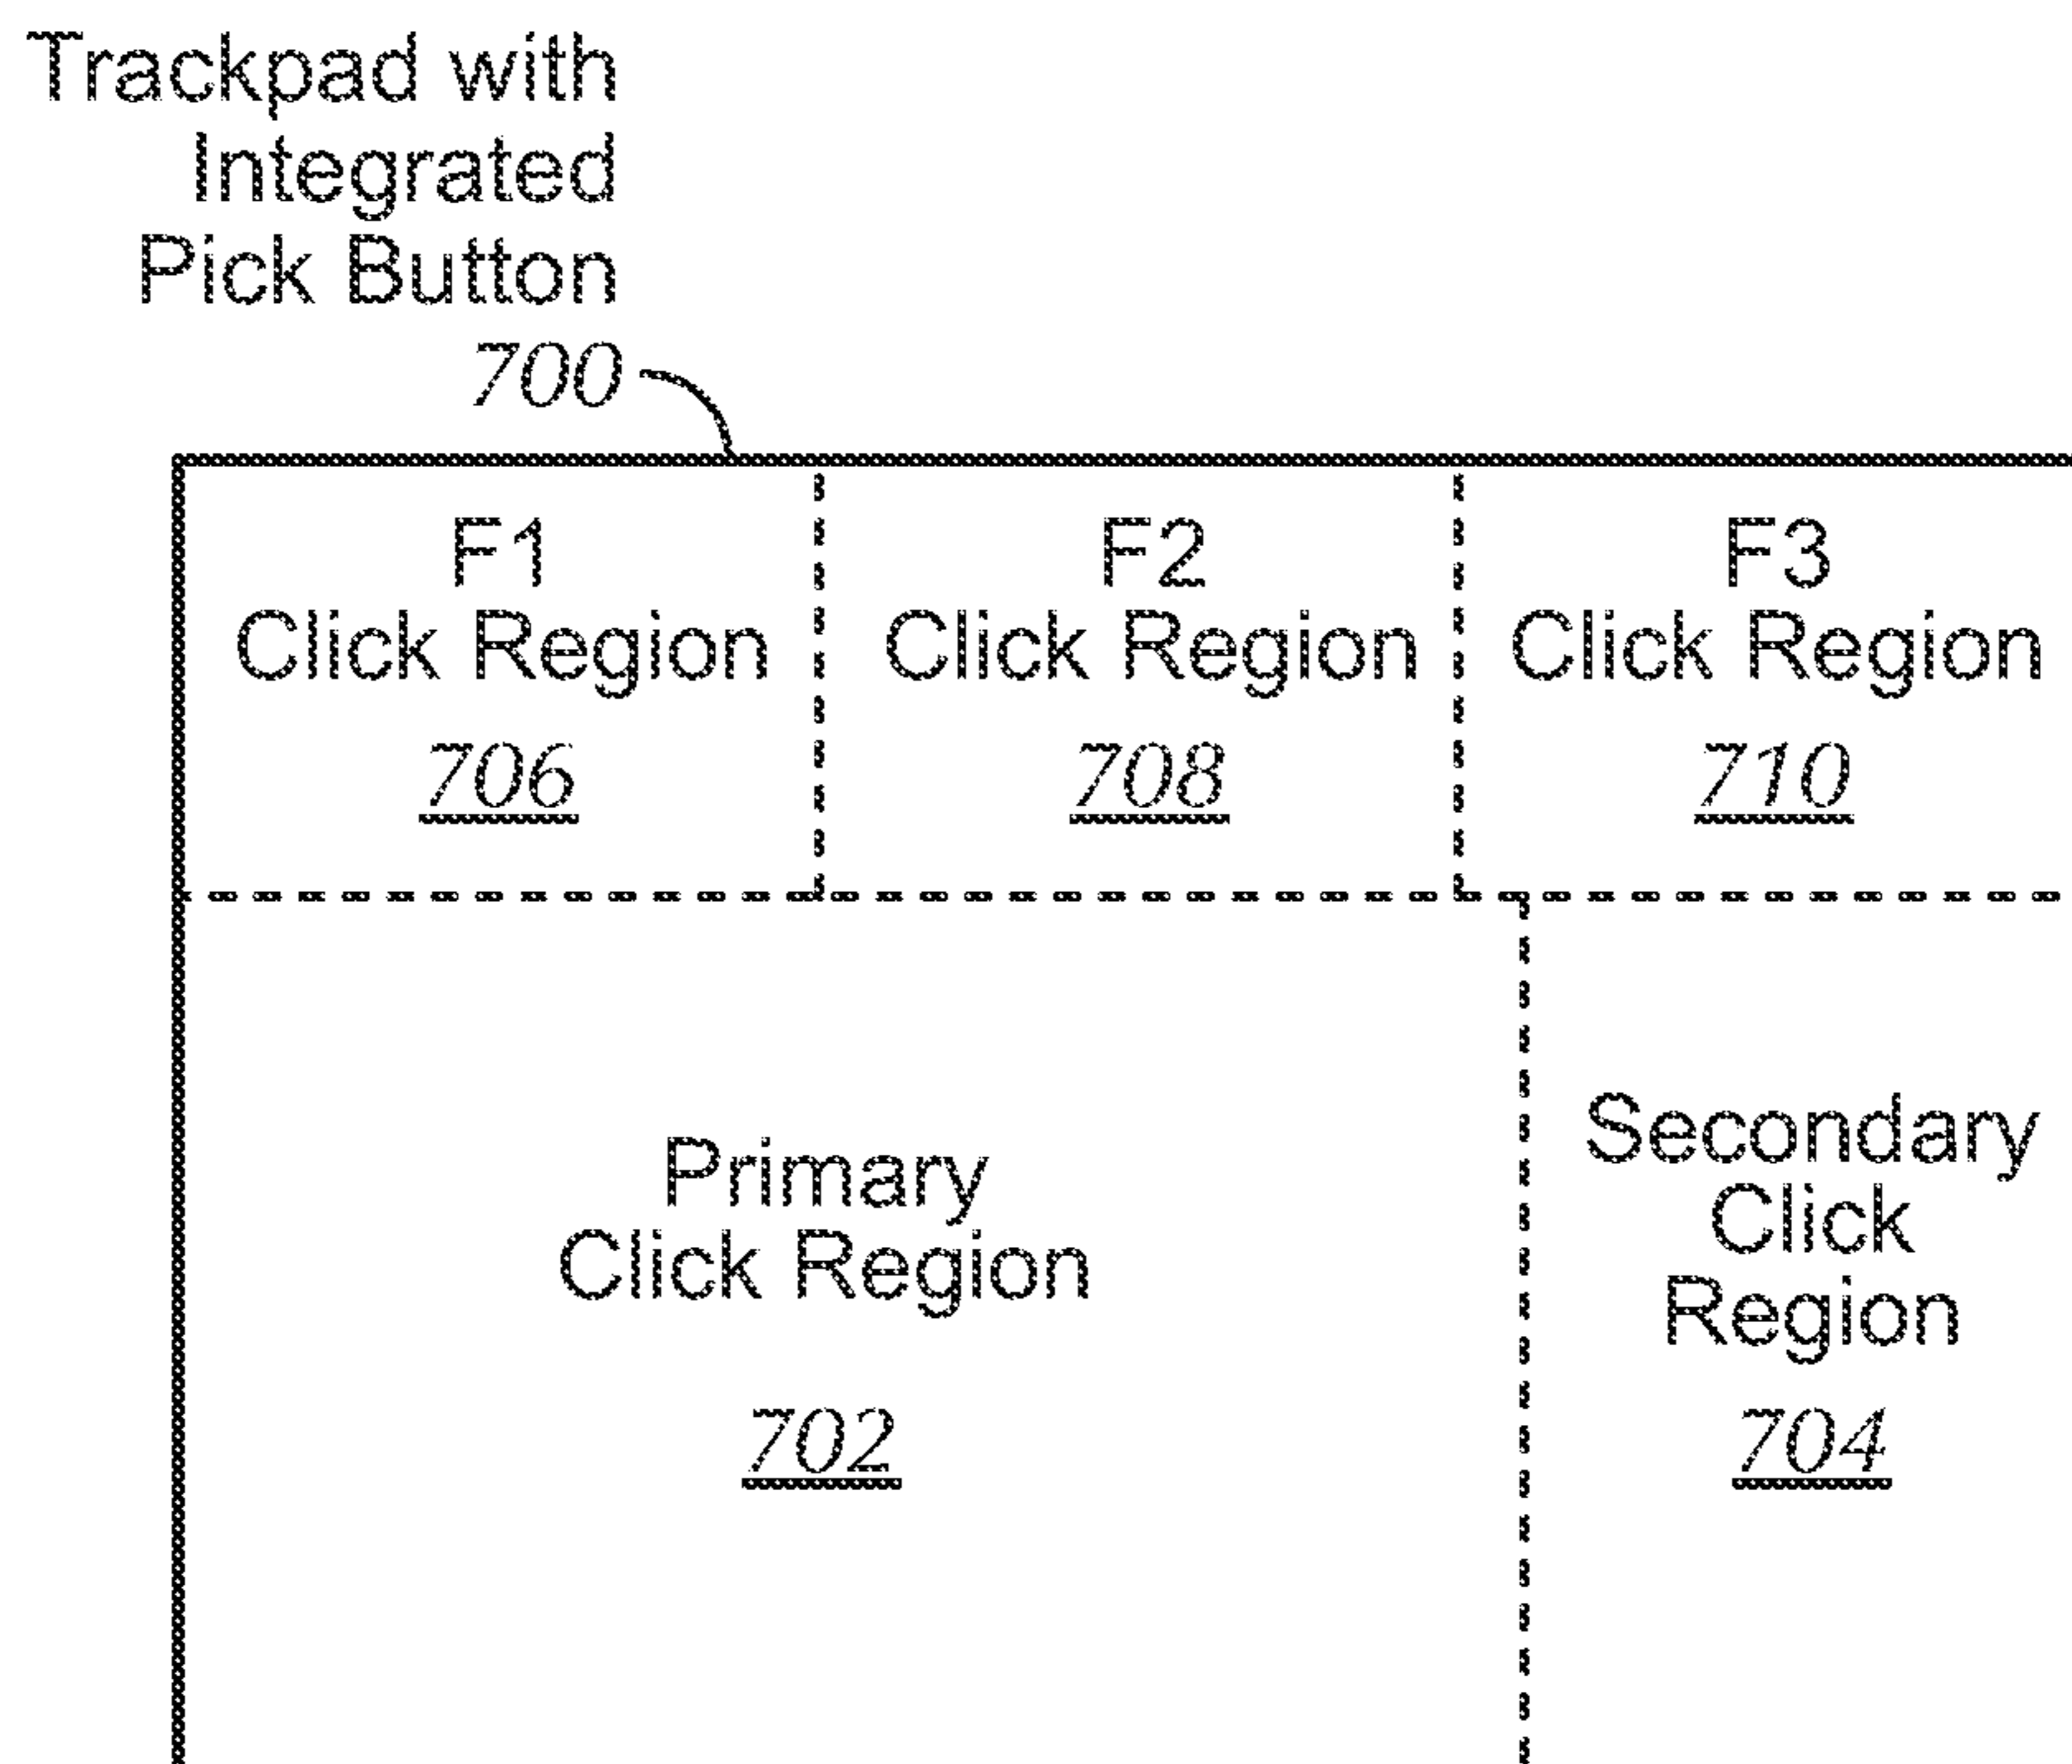 Trackpad with
Integrated
Pick Button
700
F1
Click Region
706
F2
Click Region
708
F3
Click Region
710
Primary
Click Region
702
Secondary
Click
Region
704